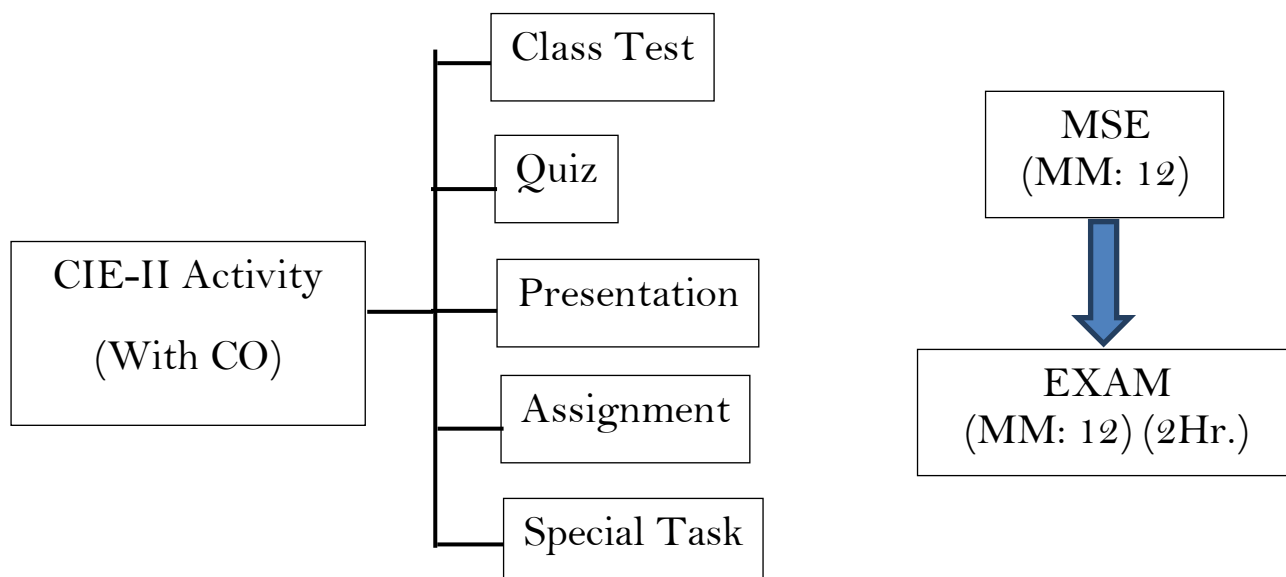 Class Test
Quiz
CIE-II Activity
(With CO)
Presentation
Assignment
Special Task
MSE
(MM: 12)
EXAM
(MM: 12) (2Hr.)